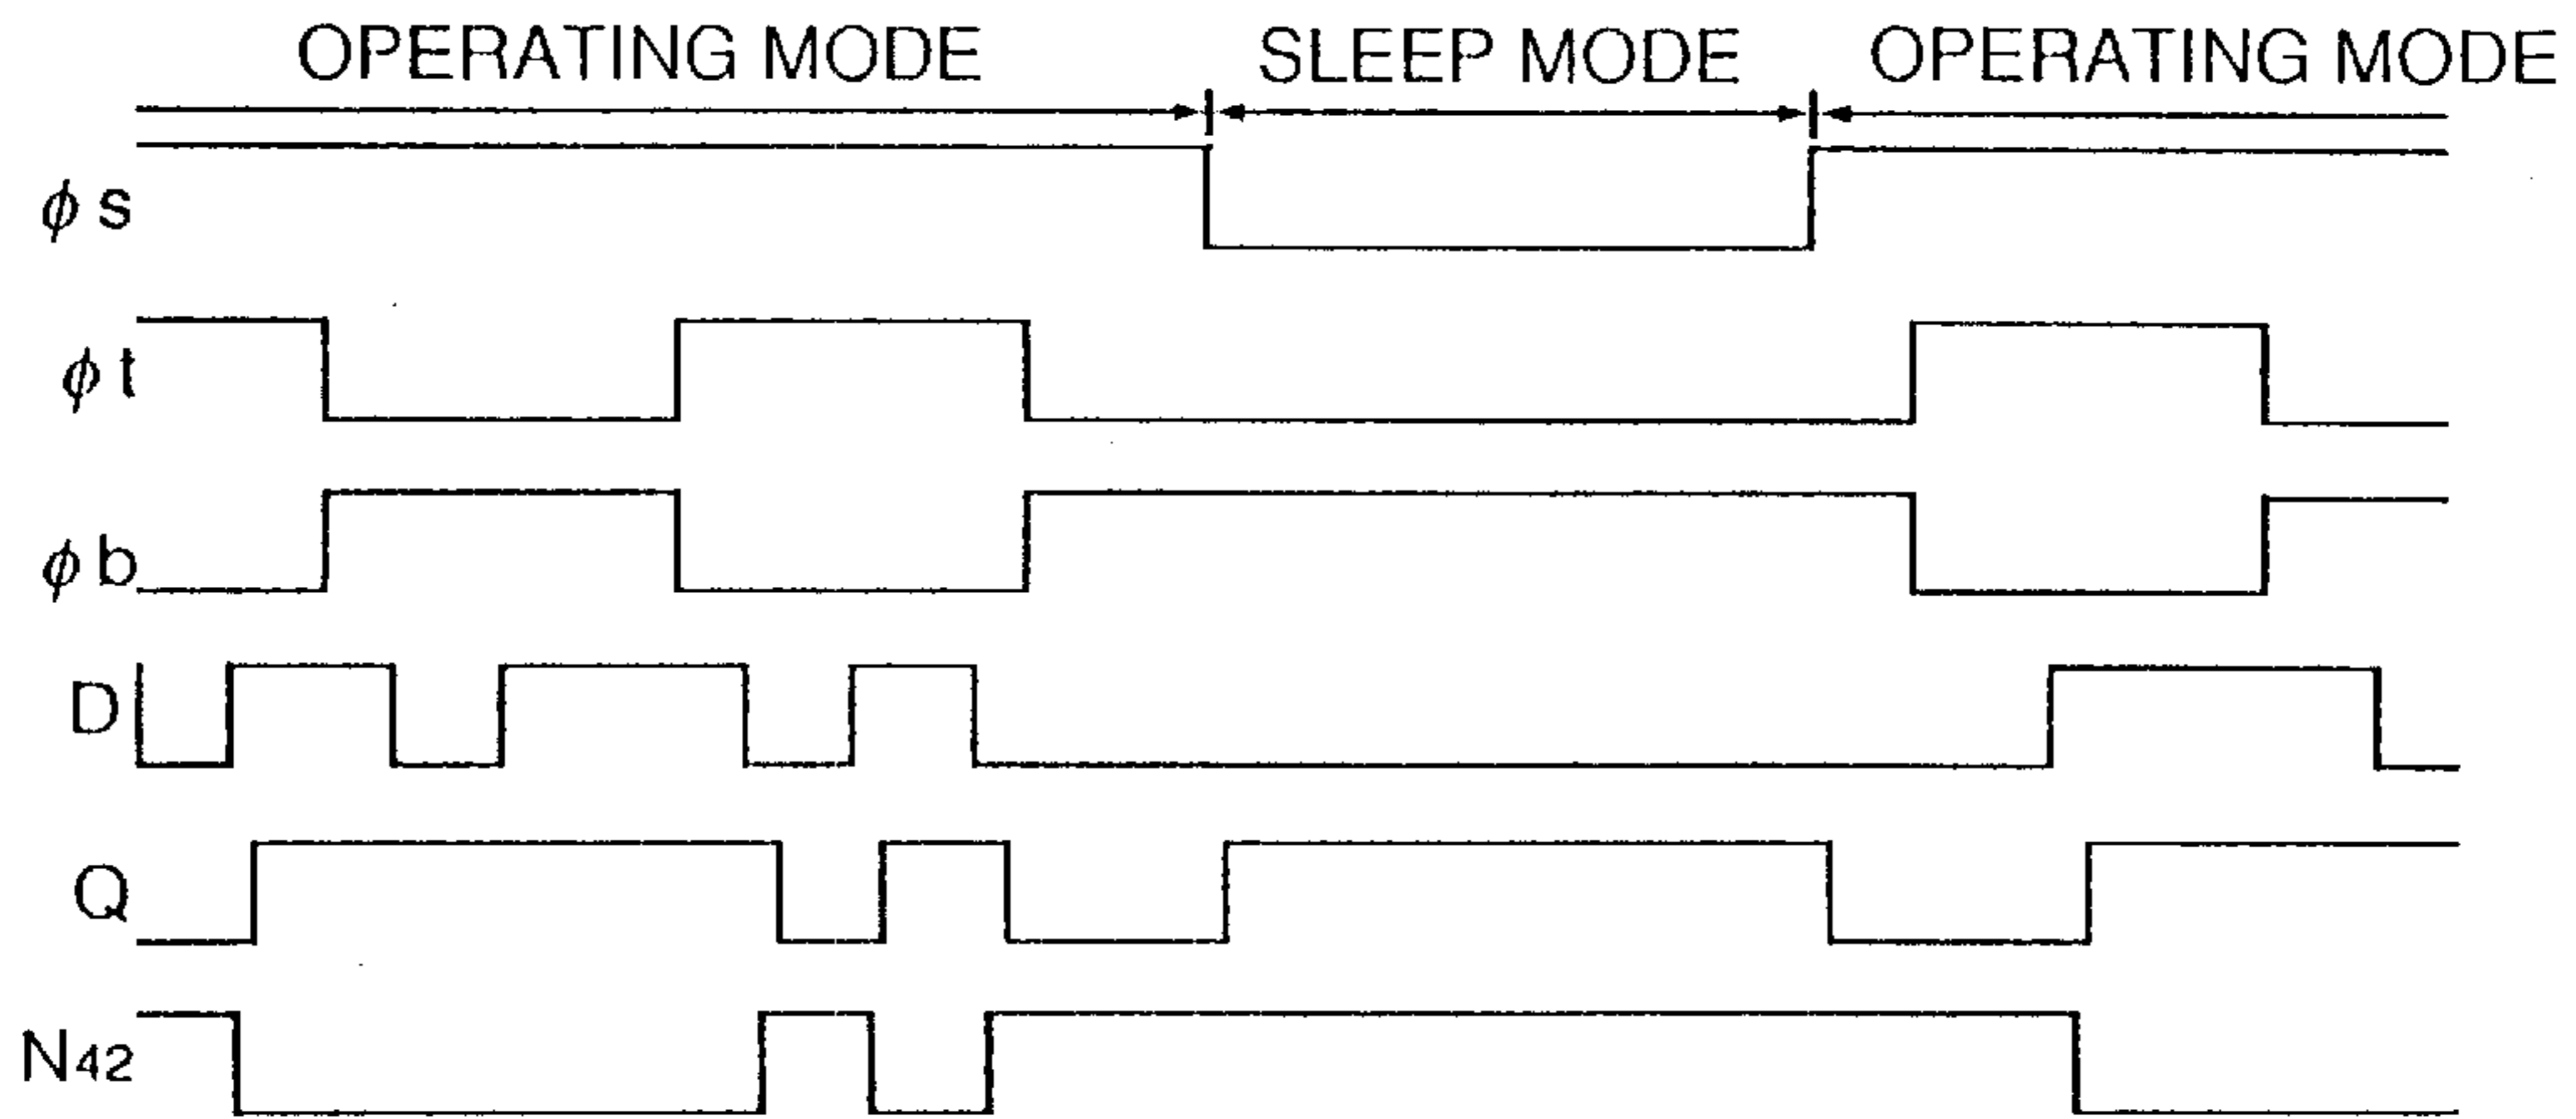 OPERATING MODE SLEEP MODE OPERATING MODE
ϕ s
ϕ t
ϕ b
D
Q
N42